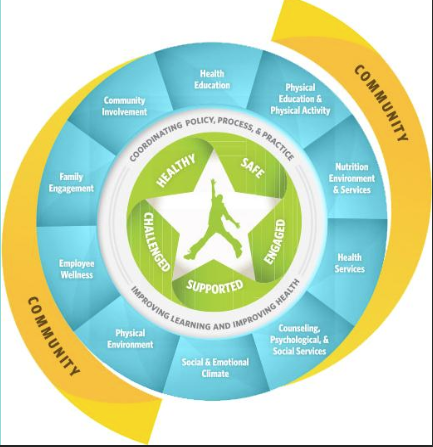 COMMUNITY
Health
Education
Physical
Education &
Physical Activity
Nutrition
Environment
& Services
Health
Services
Counseling,
Psychological, &
Social Services
Social & Emotional
Climate
Physical
Environment
Employee
Wellness
Family
Engagement
Community
Involvement
COMMUNITY
COORDINATING POLICY, PROCESS, & PRACTICE
IMPROVING LEARNING AND IMPROVING HEALTH
HEALTHY
SAFE
ENGAGED
SUPPORTED
CHALLENGED